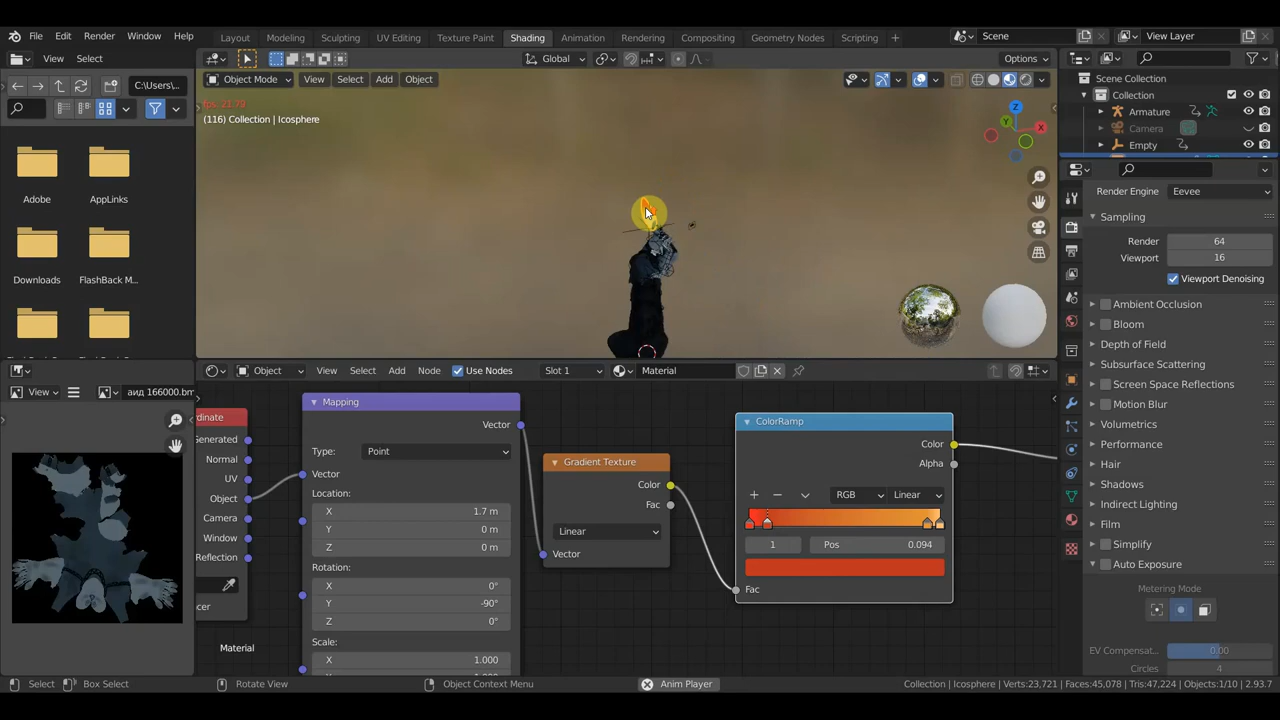 File Edit Render Window Help Layout Modeling Sculpting UV Editing Texture Paint Shading Animation Rendering Compositing Geometry Nodes Scripting + Scene View Layer
View Select Global Options
C:\Users\... Object Mode View Select Add Object
fps: 21.79
(116) Collection | Icosphere
Z
Y
X
Adobe AppLinks
Downloads FlashBack M...
Scene Collection
Collection
Armature
Camera
Empty
Render Engine Eevee
Sampling
Render 64
Viewport 16
Viewport Denoising
Ambient Occlusion
Bloom
Depth of Field
Subsurface Scattering
Screen Space Reflections
Motion Blur
Volumetrics
Performance
Hair
Shadows
Indirect Lighting
Film
Simplify
Auto Exposure
Metering Mode
EV Compensat... 0.00
Circles 4
View аид 166000.bm
Object View Select Add Node Use Nodes Slot 1 Material
rdinate
Generated
Normal
UV
Object
Camera
Window
Reflection
Mapping
Vector
Type: Point
Vector
Location:
X 1.7 m
Y 0 m
Z 0 m
Rotation:
X 0°
Y -90°
Z 0°
Scale:
X 1.000
Gradient Texture
Color
Fac
Linear
Vector
ColorRamp
Color
Alpha
RGB Linear
1 Pos 0.094
Fac
Material
Select Box Select Rotate View Object Context Menu Anim Player Collection | Icosphere | Verts:23,721 | Faces:45,078 | Tris:47,224 | Objects:1/10 | 2.93.7